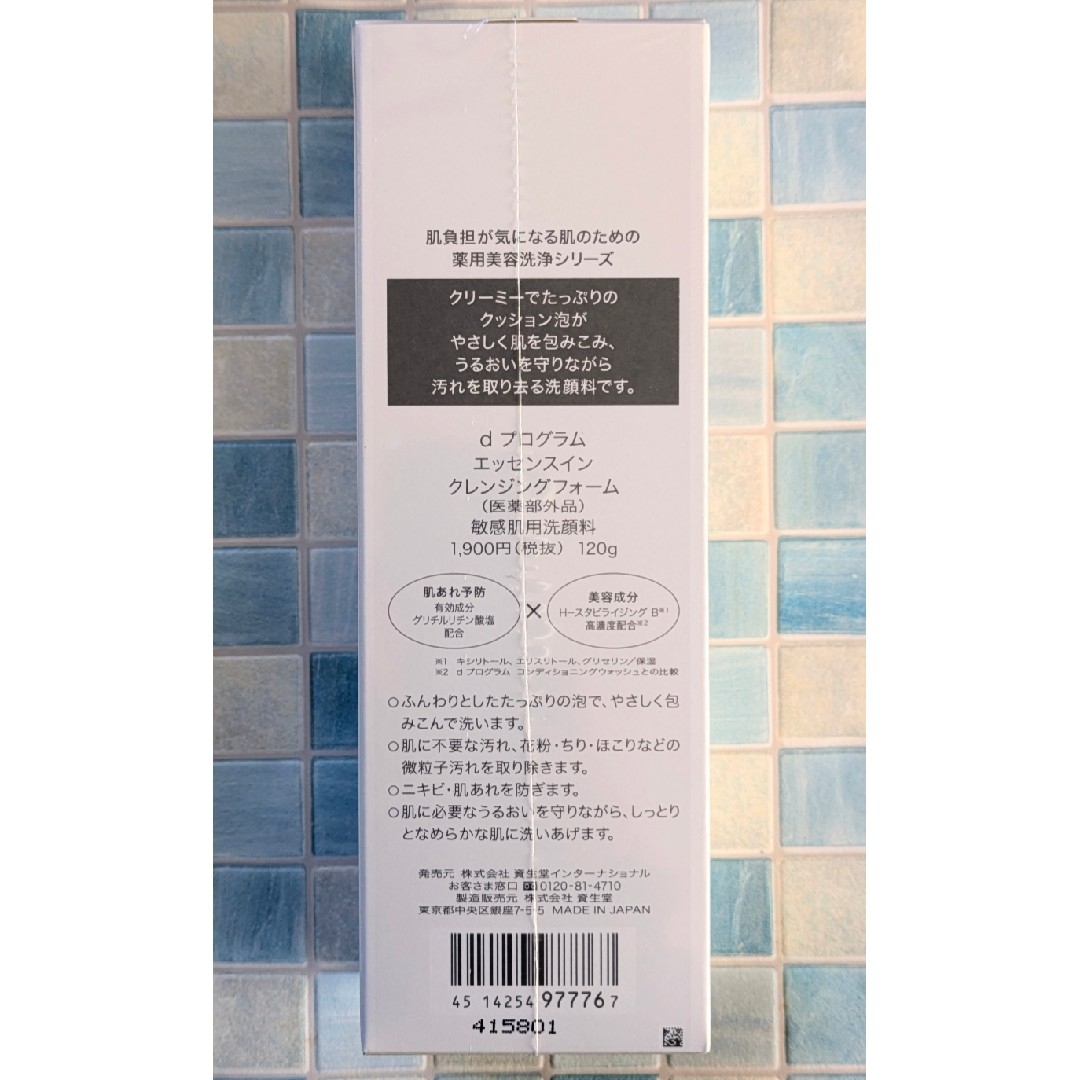 肌負担が気になる肌のための
薬用美容洗浄シリーズ
クリーミーでたっぷりの
クッション泡が
やさしく肌を包みこみ、
うるおいを守りながら
汚れを取り去る洗顔料です。
d プログラム
エッセンスイン
クレンジングフォーム
（医薬部外品）
敏感肌用洗顔料
1,900円（税抜） 120g
肌あれ予防
有効成分
グリチルリチン酸塩
配合
×
美容成分
H-スタビライジング B※1
高濃度配合※2
※1 キシリトール、エリスリトール、グリセリン/保湿
※2 d プログラム コンディショニングウォッシュとの比較
○ふんわりとしたたっぷりの泡で、やさしく包
みこんで洗います。
○肌に不要な汚れ、花粉・ちり・ほこりなどの
微粒子汚れを取り除きます。
○ニキビ・肌あれを防ぎます。
○肌に必要なうるおいを守りながら、しっとり
となめらかな肌に洗いあげます。
発売元 株式会社 資生堂インターナショナル
お客さま窓口 0120-81-4710
製造販売元 株式会社 資生堂
東京都中央区銀座7-5-5 MADE IN JAPAN
45 14254 97776 7
415801